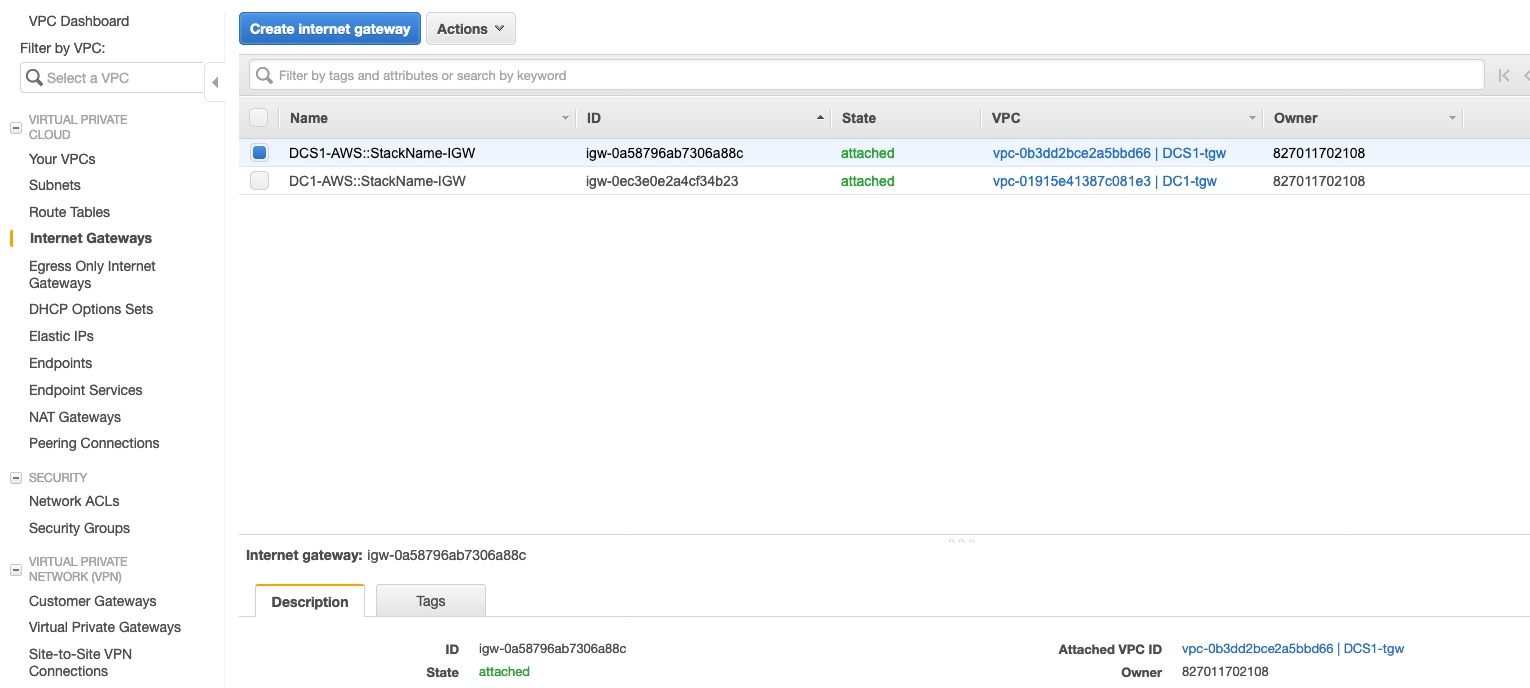 VPC Dashboard
Filter by VPC:
Select a VPC
VIRTUAL PRIVATE
CLOUD
Your VPCs
Subnets
Route Tables
Internet Gateways
Egress Only Internet
Gateways
DHCP Options Sets
Elastic IPs
Endpoints
Endpoint Services
NAT Gateways
Peering Connections
SECURITY
Network ACLs
Security Groups
VIRTUAL PRIVATE
NETWORK (VPN)
Customer Gateways
Virtual Private Gateways
Site-to-Site VPN
Connections
Create internet gateway Actions
Filter by tags and attributes or search by keyword
Name ID State VPC Owner
DCS1-AWS::StackName-IGW igw-0a58796ab7306a88c attached vpc-0b3dd2bce2a5bbd66 | DCS1-tgw 827011702108
DC1-AWS::StackName-IGW igw-0ec3e0e2a4cf34b23 attached vpc-01915e41387c081e3 | DC1-tgw 827011702108
Internet gateway: igw-0a58796ab7306a88c
Description Tags
ID igw-0a58796ab7306a88c Attached VPC ID vpc-0b3dd2bce2a5bbd66 | DCS1-tgw
State attached Owner 827011702108